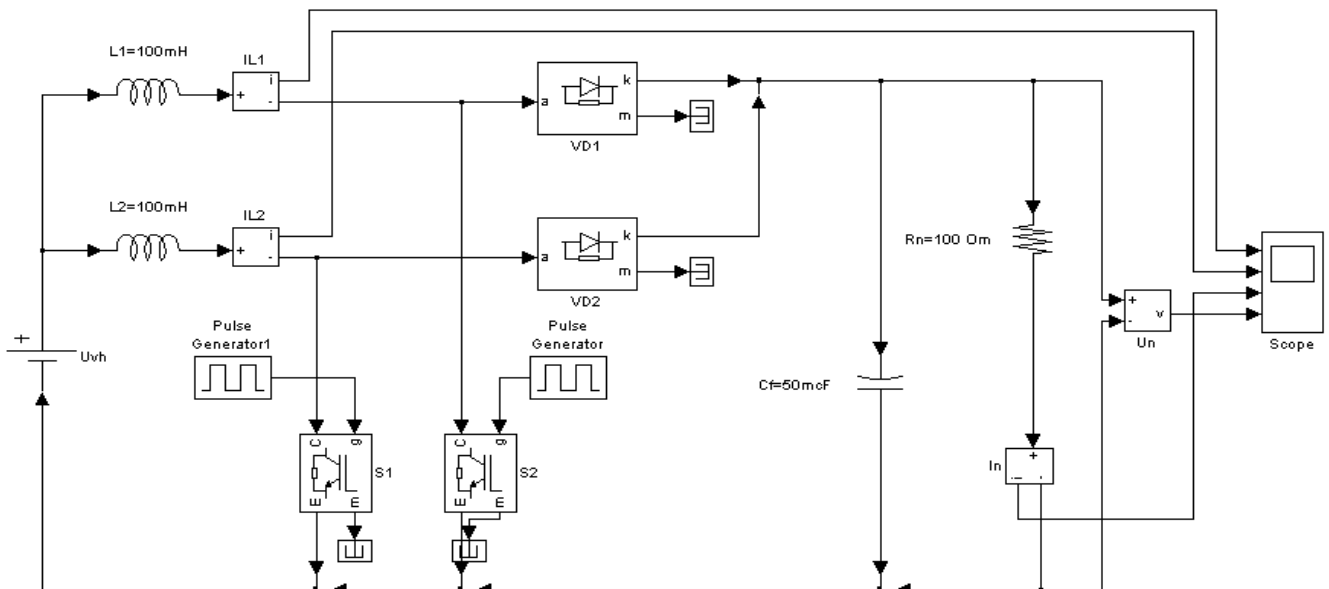 L1=100mH
IL1
i
+
-
a
k
m
VD1
L2=100mH
IL2
i
+
-
a
k
m
VD2
Rn=100 Om
+
Uvh
Pulse
Generator1
Pulse
Generator
+
-
v
Un
Scope
Cf=50mcF
C
g
E
m
S1
C
g
E
m
S2
In
+
i
-